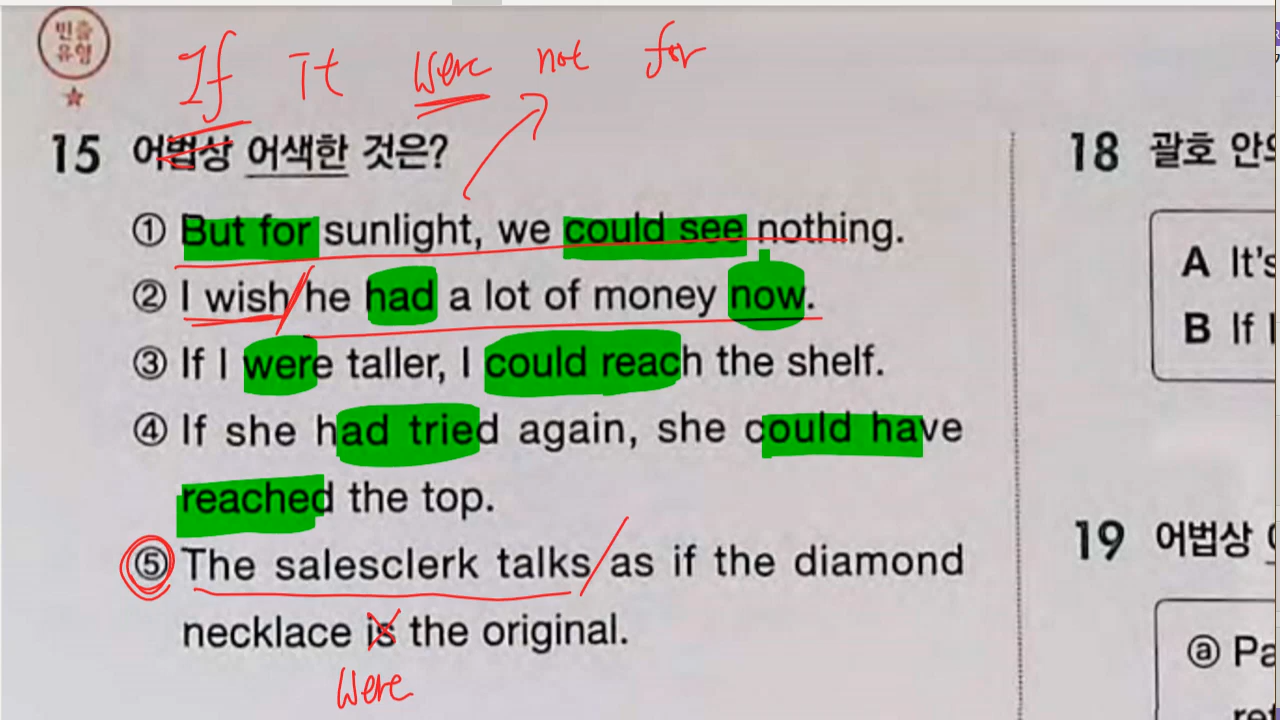 빈출
유형
If It were not for
15 어법상 어색한 것은?
① But for sunlight, we could see nothing.
② I wish he had a lot of money now.
③ If I were taller, I could reach the shelf.
④ If she had tried again, she could have
reached the top.
⑤ The salesclerk talks as if the diamond
necklace is the original.
were
18 괄호 안
A It's
B If I
19 어법상
ⓐ Pa